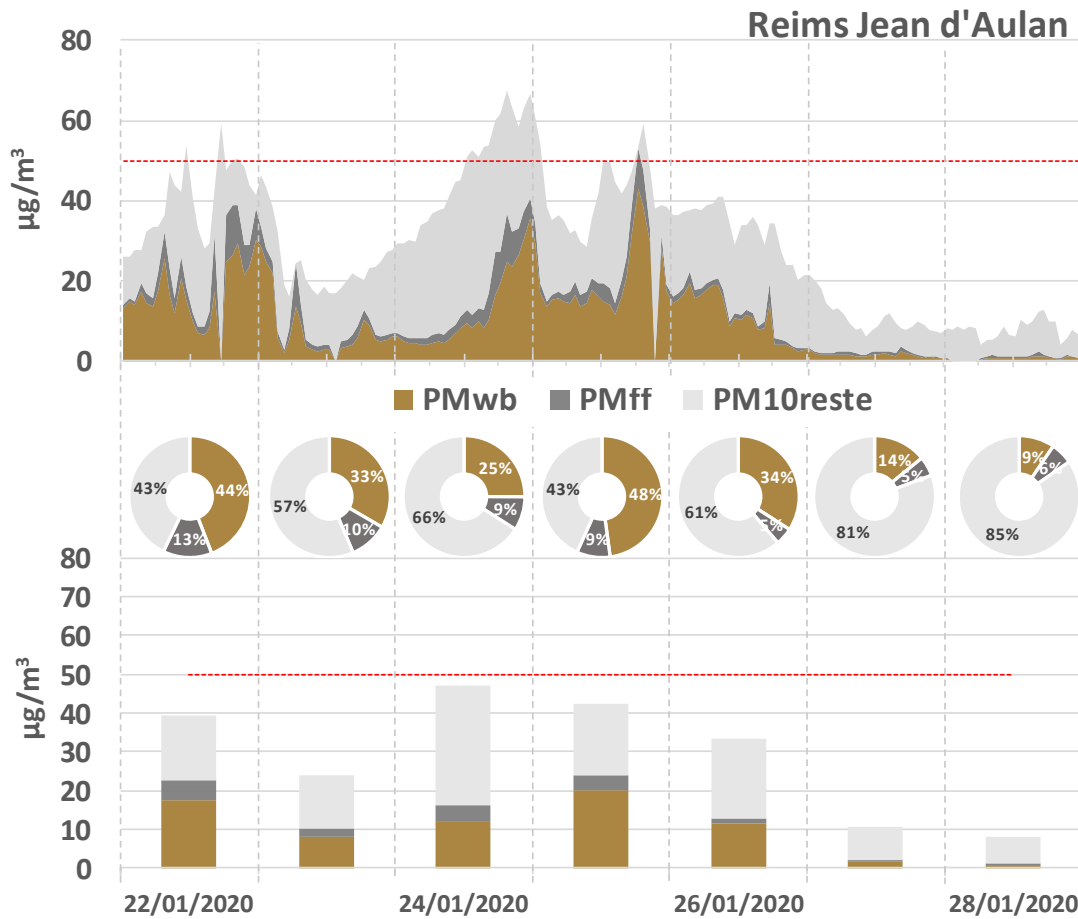 Reims Jean d'Aulan
80
60
40
20
0
µg/m³
PMwb PMff PM10reste
43% 44% 13%
57% 33% 10%
66% 25% 9%
43% 48% 9%
61% 34% 5%
81% 14% 5%
85% 9% 6%
80
70
60
50
40
30
20
10
0
µg/m³
22/01/2020 24/01/2020 26/01/2020 28/01/2020